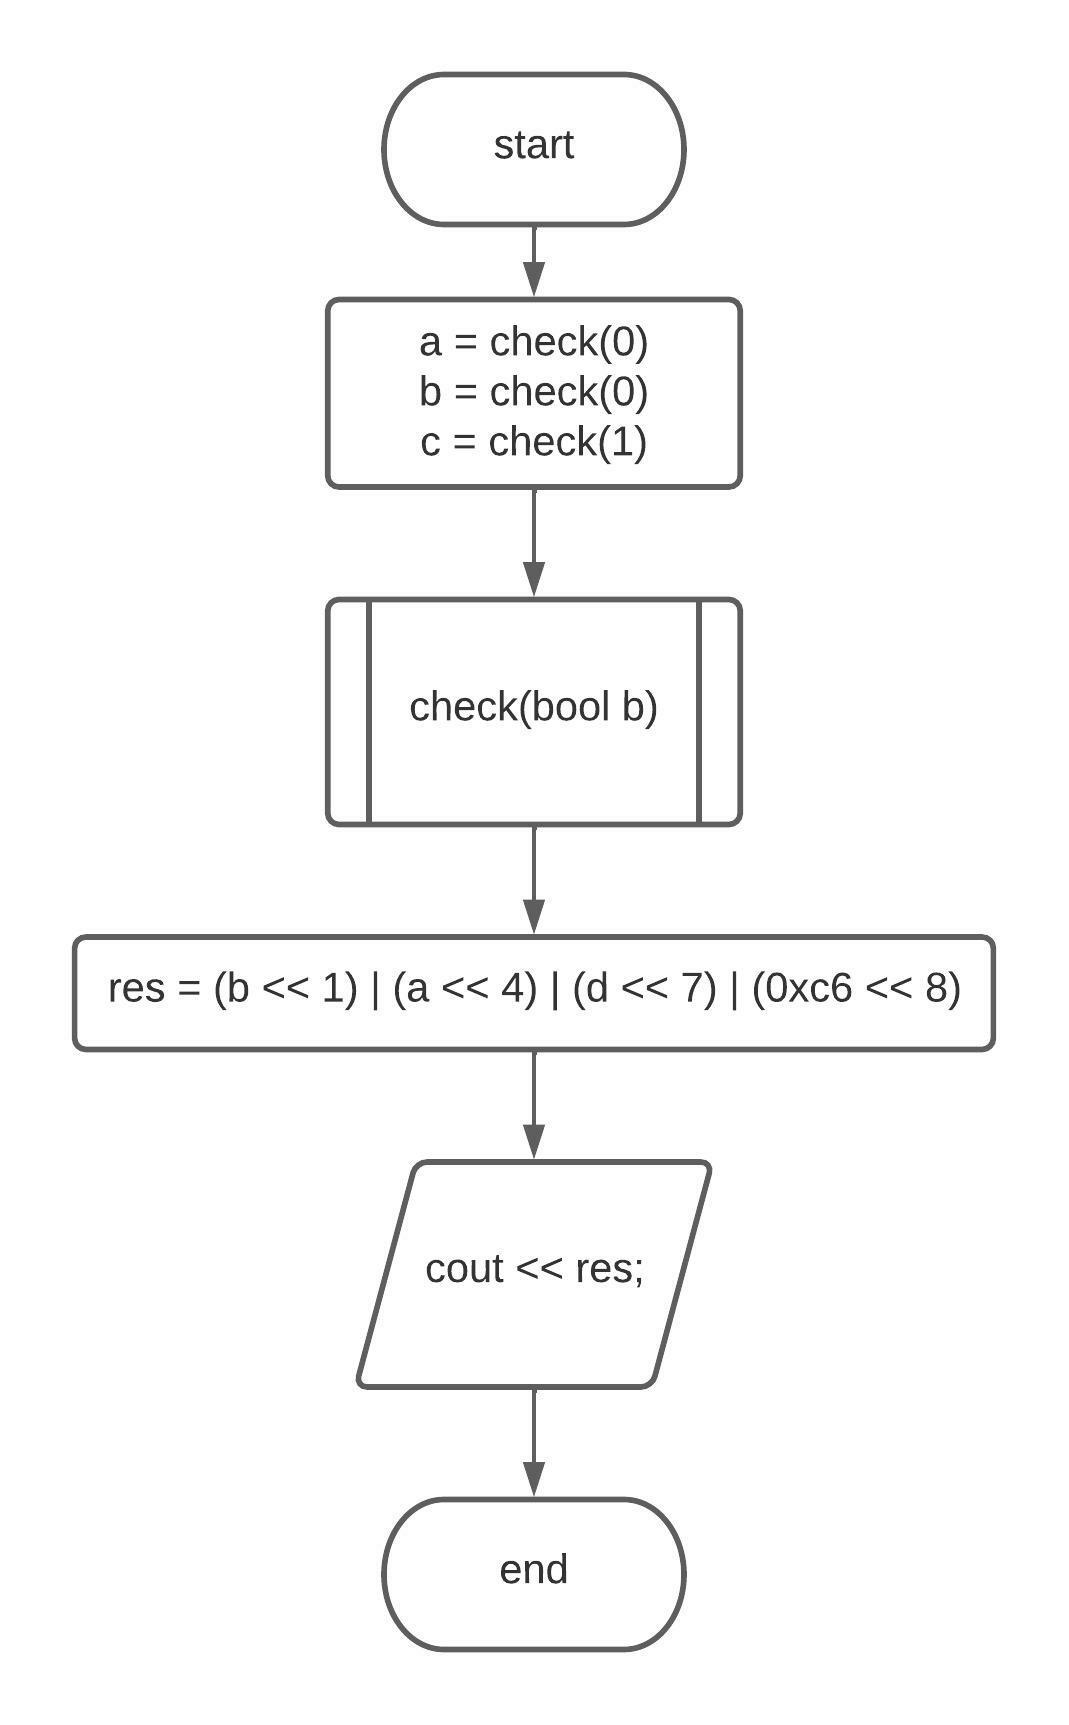 start
a = check(0)
b = check(0)
c = check(1)
check(bool b)
res = (b << 1) | (a << 4) | (d << 7) | (0xc6 << 8)
cout << res;
end